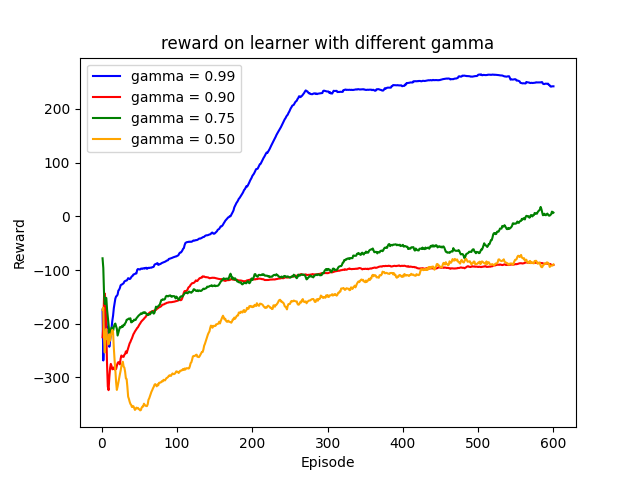 reward on learner with different gamma
gamma = 0.99
gamma = 0.90
gamma = 0.75
gamma = 0.50
200
100
0
−100
−200
−300
Reward
0 100 200 300 400 500 600
Episode